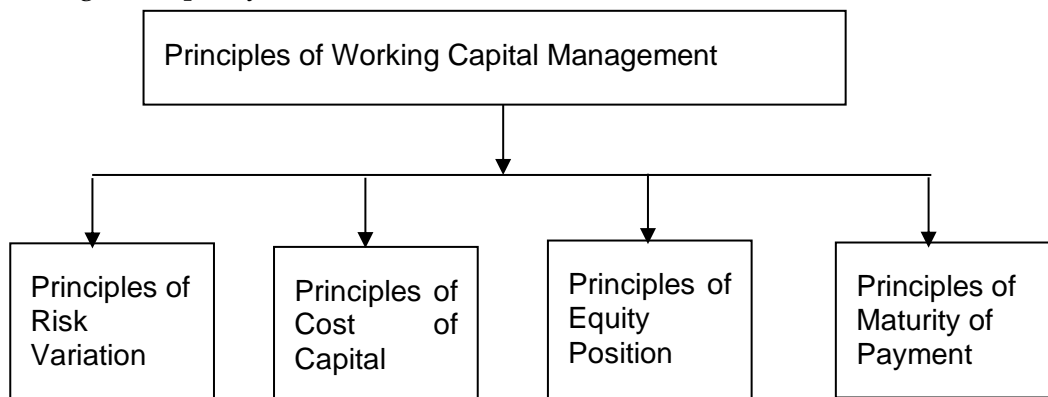 Principles of Working Capital Management
Principles of
Risk
Variation
Principles of
Cost of
Capital
Principles of
Equity
Position
Principles of
Maturity of
Payment